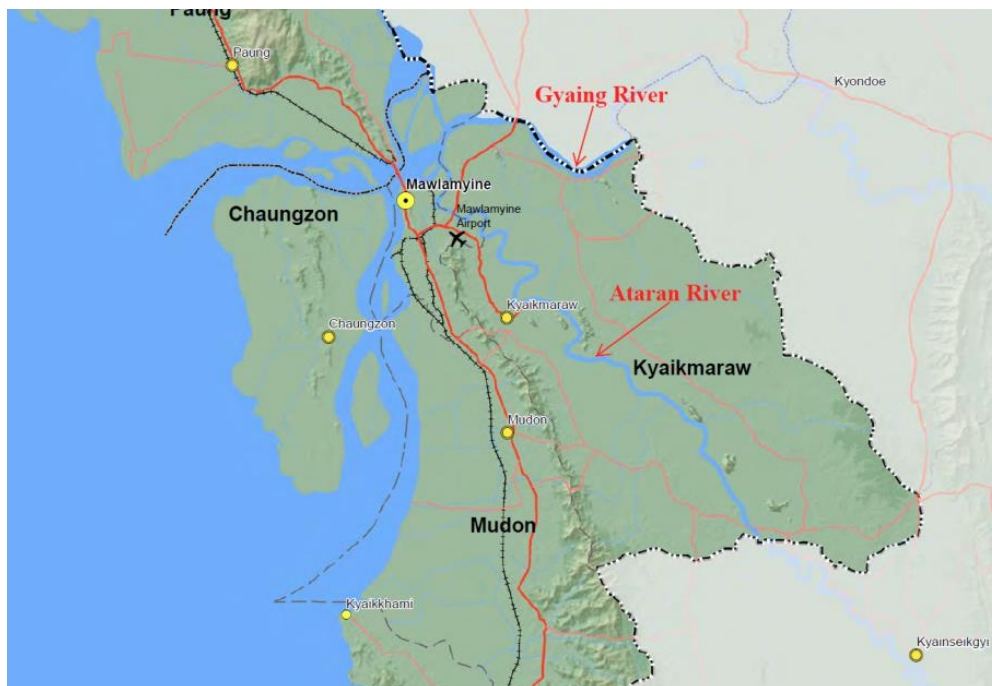 Paung
Paung
Kyondoe
Gyaing River
Mawlamyine
Chaungzon
Mawlamyine
Airport
Ataran River
Kyaikmaraw
Chaungzon
Kyaikmaraw
Mudon
Mudon
Kyaikkhami
Kyainseikgyi